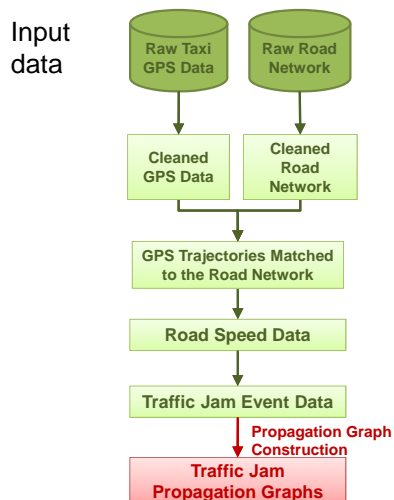 Input
data
Raw Taxi
GPS Data
Raw Road
Network
Cleaned
GPS Data
Cleaned
Road
Network
GPS Trajectories Matched
to the Road Network
Road Speed Data
Traffic Jam Event Data
Propagation Graph
Construction
Traffic Jam
Propagation Graphs